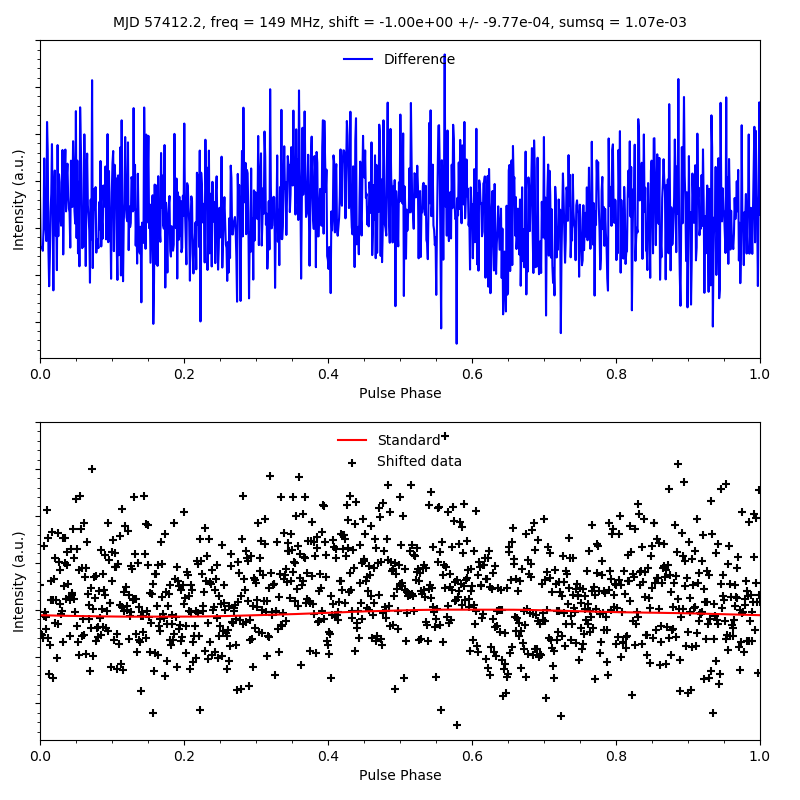 MJD 57412.2, freq = 149 MHz, shift = -1.00e+00 +/- -9.77e-04, sumsq = 1.07e-03
Difference
Intensity (a.u.)
0.0 0.2 0.4 0.6 0.8 1.0
Pulse Phase
Standard
Shifted data
Intensity (a.u.)
0.0 0.2 0.4 0.6 0.8 1.0
Pulse Phase